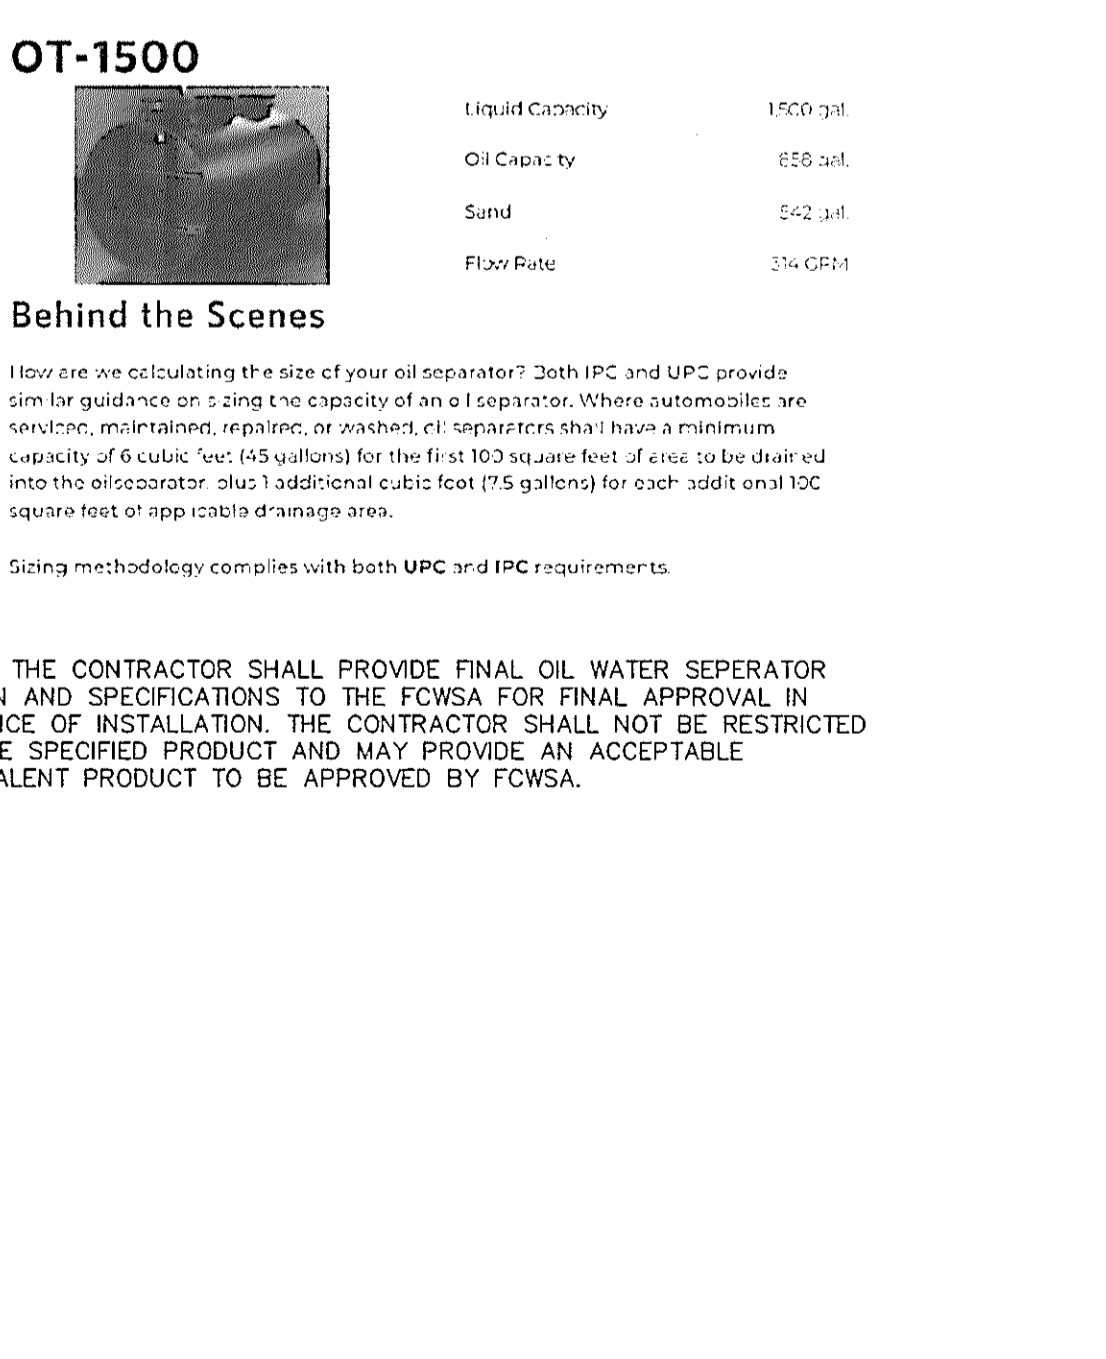 OT-1500
Liquid Capacity 1,500 gal.
Oil Capacity gal.
Sand 542 gal.
Flow Rate 314 GPM
Behind the Scenes
How are we calculating the size of your oil separator? Both IPC and UPC provide
similar guidance on sizing the capacity of an oil separator. Where automobiles are
serviced, maintained, repaired, or washed, oil separators shall have a minimum
capacity of 6 cubic feet (45 gallons) for the first 100 square feet of area to be drained
into the oilseparator, plus 1 additional cubic foot (7.5 gallons) for each additional 100
square feet of applicable drainage area.
Sizing methodology complies with both UPC and IPC requirements.
THE CONTRACTOR SHALL PROVIDE FINAL OIL WATER SEPERATOR
N AND SPECIFICATIONS TO THE FCWSA FOR FINAL APPROVAL IN
ICE OF INSTALLATION. THE CONTRACTOR SHALL NOT BE RESTRICTED
E SPECIFIED PRODUCT AND MAY PROVIDE AN ACCEPTABLE
ALENT PRODUCT TO BE APPROVED BY FCWSA.